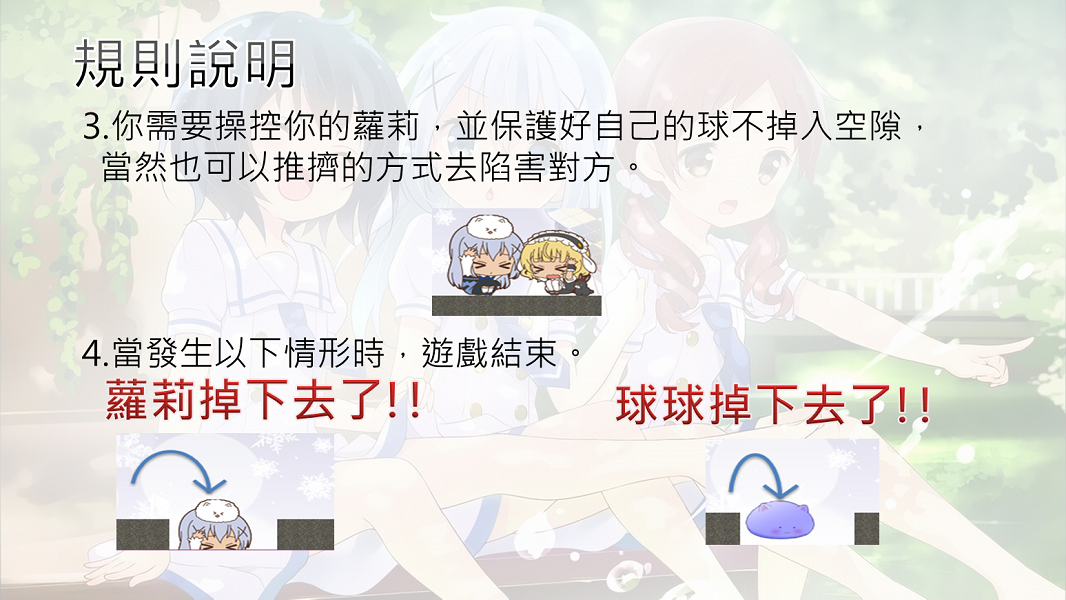 規則說明
3.你需要操控你的蘿莉，並保護好自己的球不掉入空隙，
當然也可以推擠的方式去陷害對方。
4.當發生以下情形時，遊戲結束。
蘿莉掉下去了!!
球球掉下去了!!